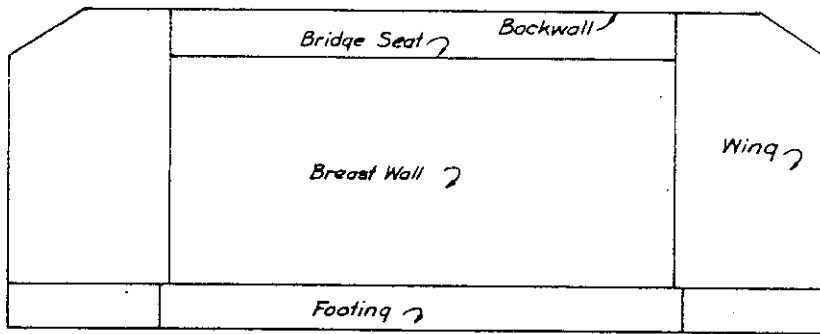 Backwall
Bridge Seat
Wing
Breast Wall
Footing